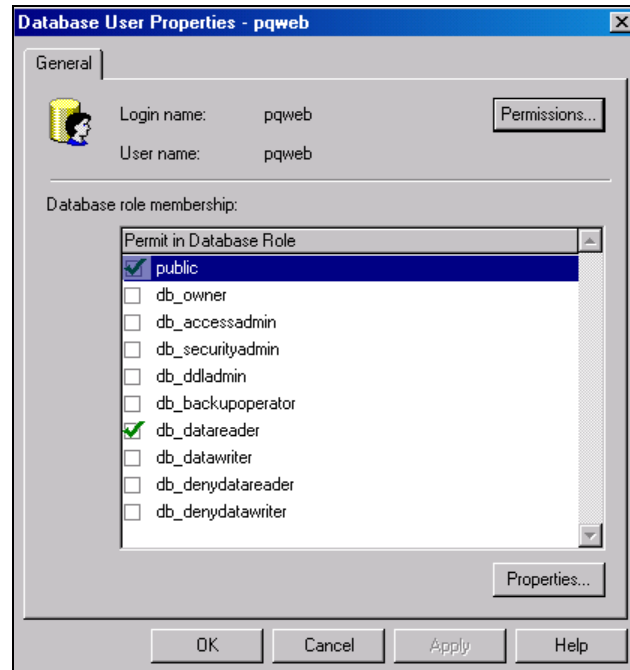 Database User Properties - pqweb
General
Login name: pqweb Permissions...
User name: pqweb
Database role membership:
Permit in Database Role
public
db_owner
db_accessadmin
db_securityadmin
db_ddladmin
db_backupoperator
db_datareader
db_datawriter
db_denydatareader
db_denydatawriter
Properties...
OK Cancel Apply Help